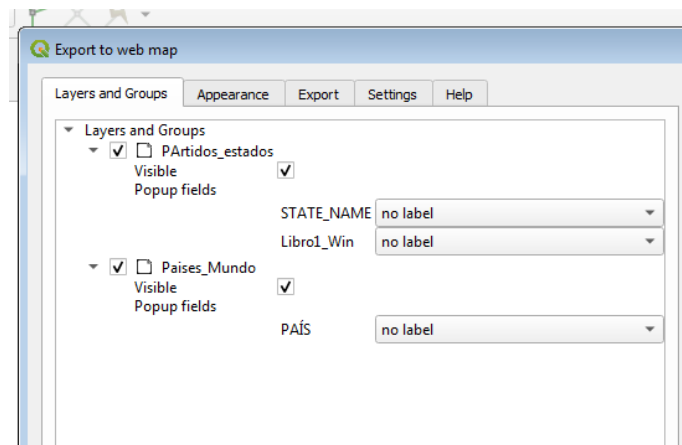 Export to web map
Layers and Groups Appearance Export Settings Help
Layers and Groups
PArtidos_estados
Visible
Popup fields
STATE_NAME no label
Libro1_Win no label
Paises_Mundo
Visible
Popup fields
PAÍS no label